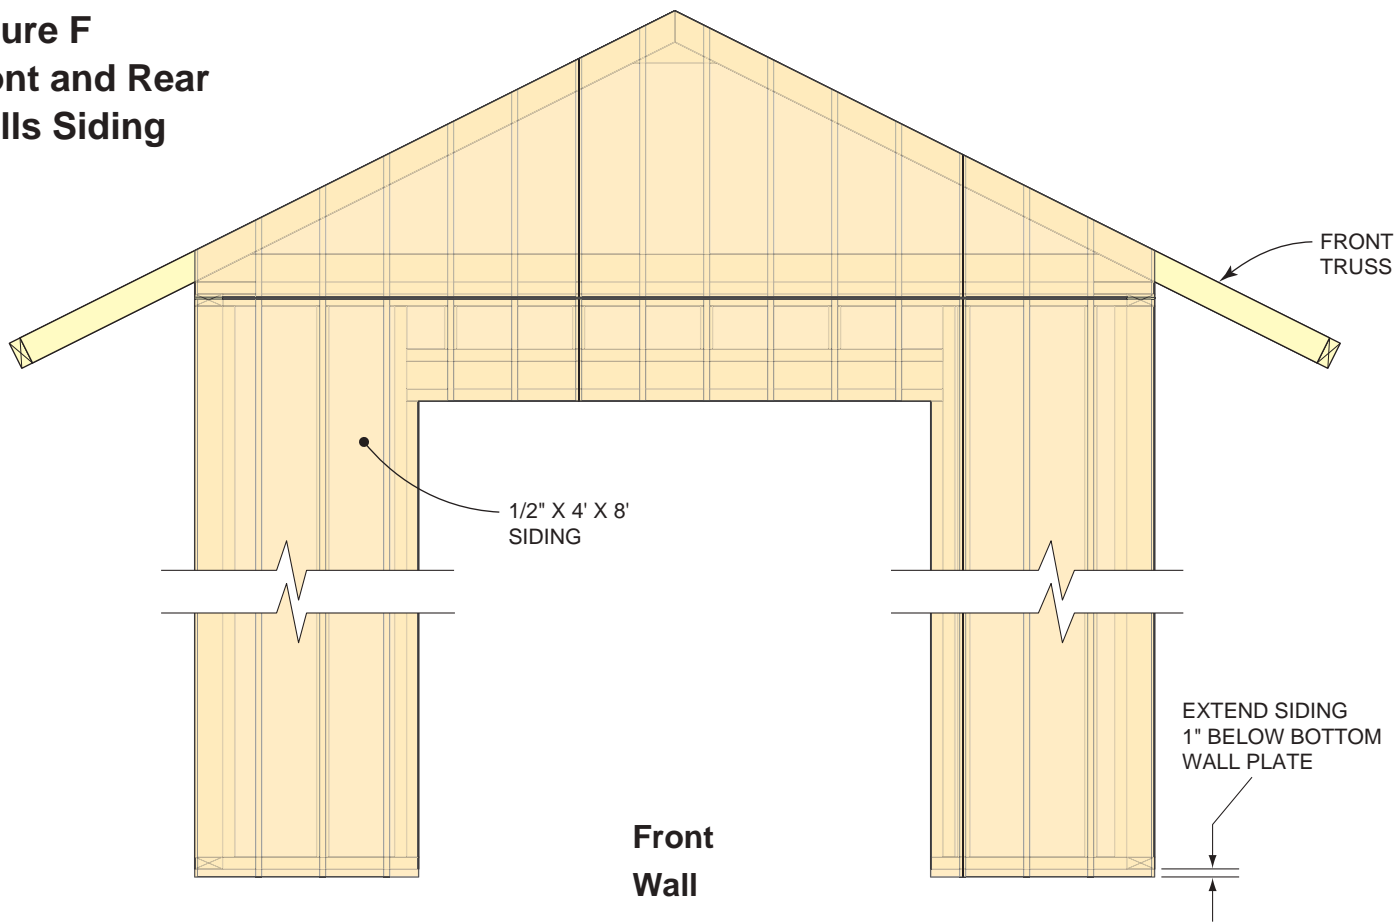 ure F
ont and Rear
lls Siding
FRONT
TRUSS
1/2" X 4' X 8'
SIDING
EXTEND SIDING
1" BELOW BOTTOM
WALL PLATE
Front
Wall